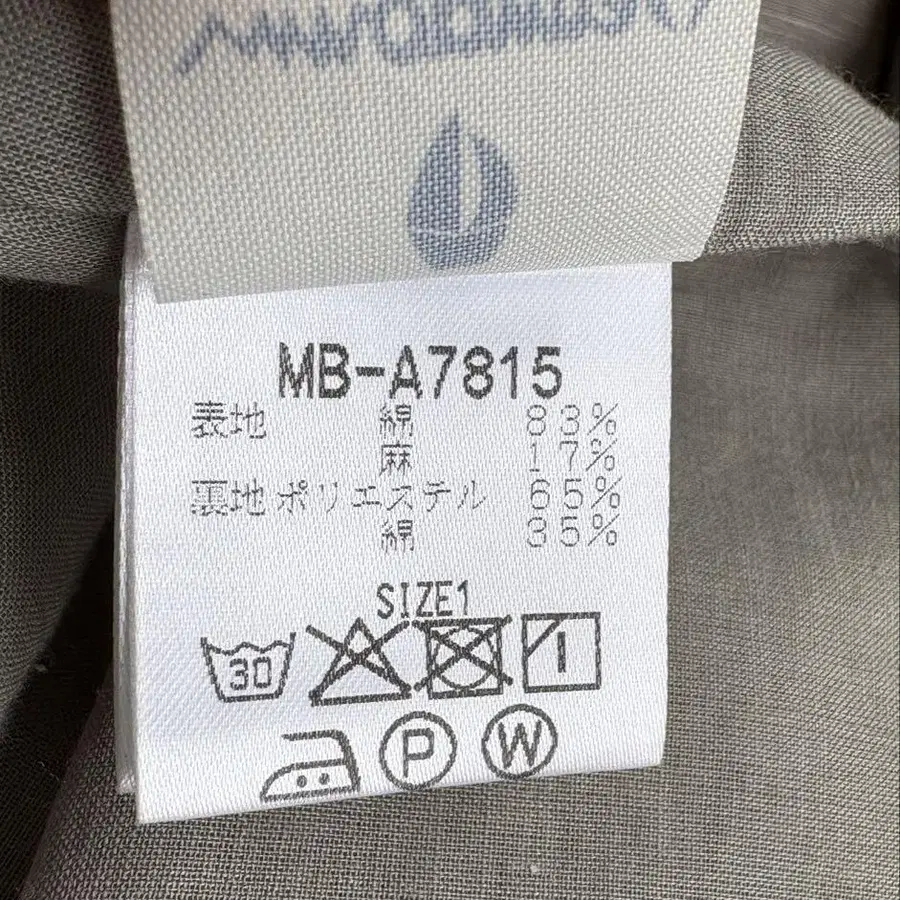 MB-A7815
表地 綿 83%
麻 17%
裏地 ポリエステル 65%
綿 35%
SIZE1
30
P W